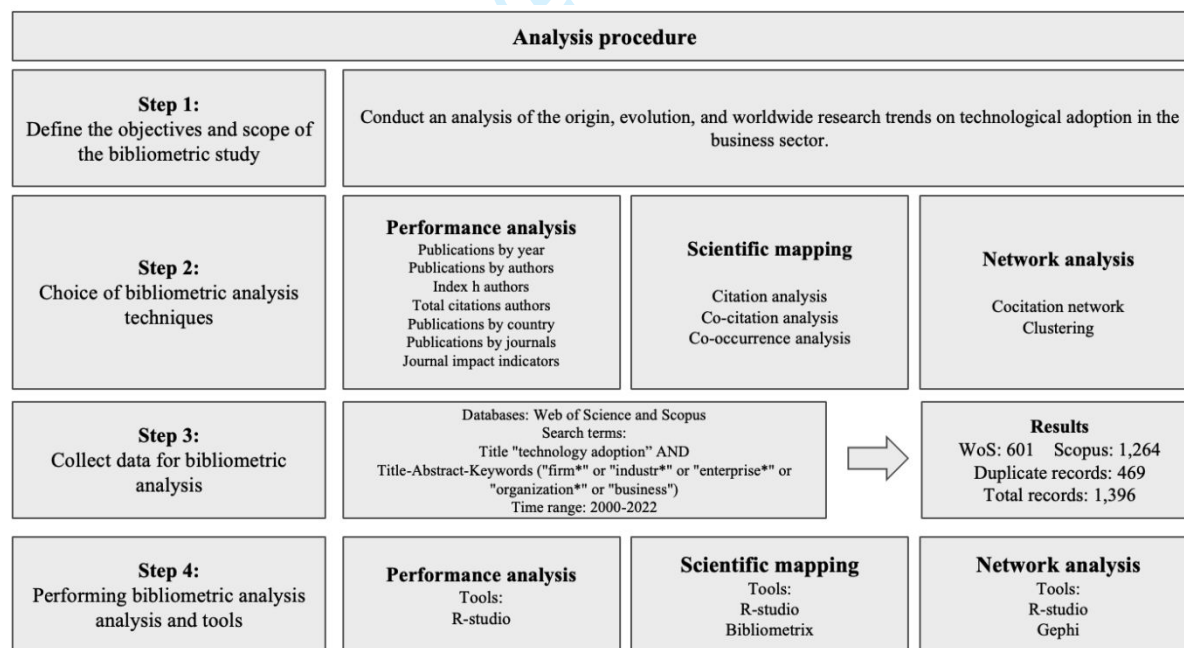 Analysis procedure
Step 1:
Define the objectives and scope of
the bibliometric study
Conduct an analysis of the origin, evolution, and worldwide research trends on technological adoption in the
business sector.
Step 2:
Choice of bibliometric analysis
techniques
Performance analysis
Publications by year
Publications by authors
Index h authors
Total citations authors
Publications by country
Publications by journals
Journal impact indicators
Scientific mapping
Citation analysis
Co-citation analysis
Co-occurrence analysis
Network analysis
Cocitation network
Clustering
Step 3:
Collect data for bibliometric
analysis
Databases: Web of Science and Scopus
Search terms:
Title "technology adoption” AND
Title-Abstract-Keywords ("firm*" or "industr*" or "enterprise*" or
"organization*" or "business")
Time range: 2000-2022
Results
WoS: 601 Scopus: 1,264
Duplicate records: 469
Total records: 1,396
Step 4:
Performing bibliometric analysis
analysis and tools
Performance analysis
Tools:
R-studio
Scientific mapping
Tools:
R-studio
Bibliometrix
Network analysis
Tools:
R-studio
Gephi